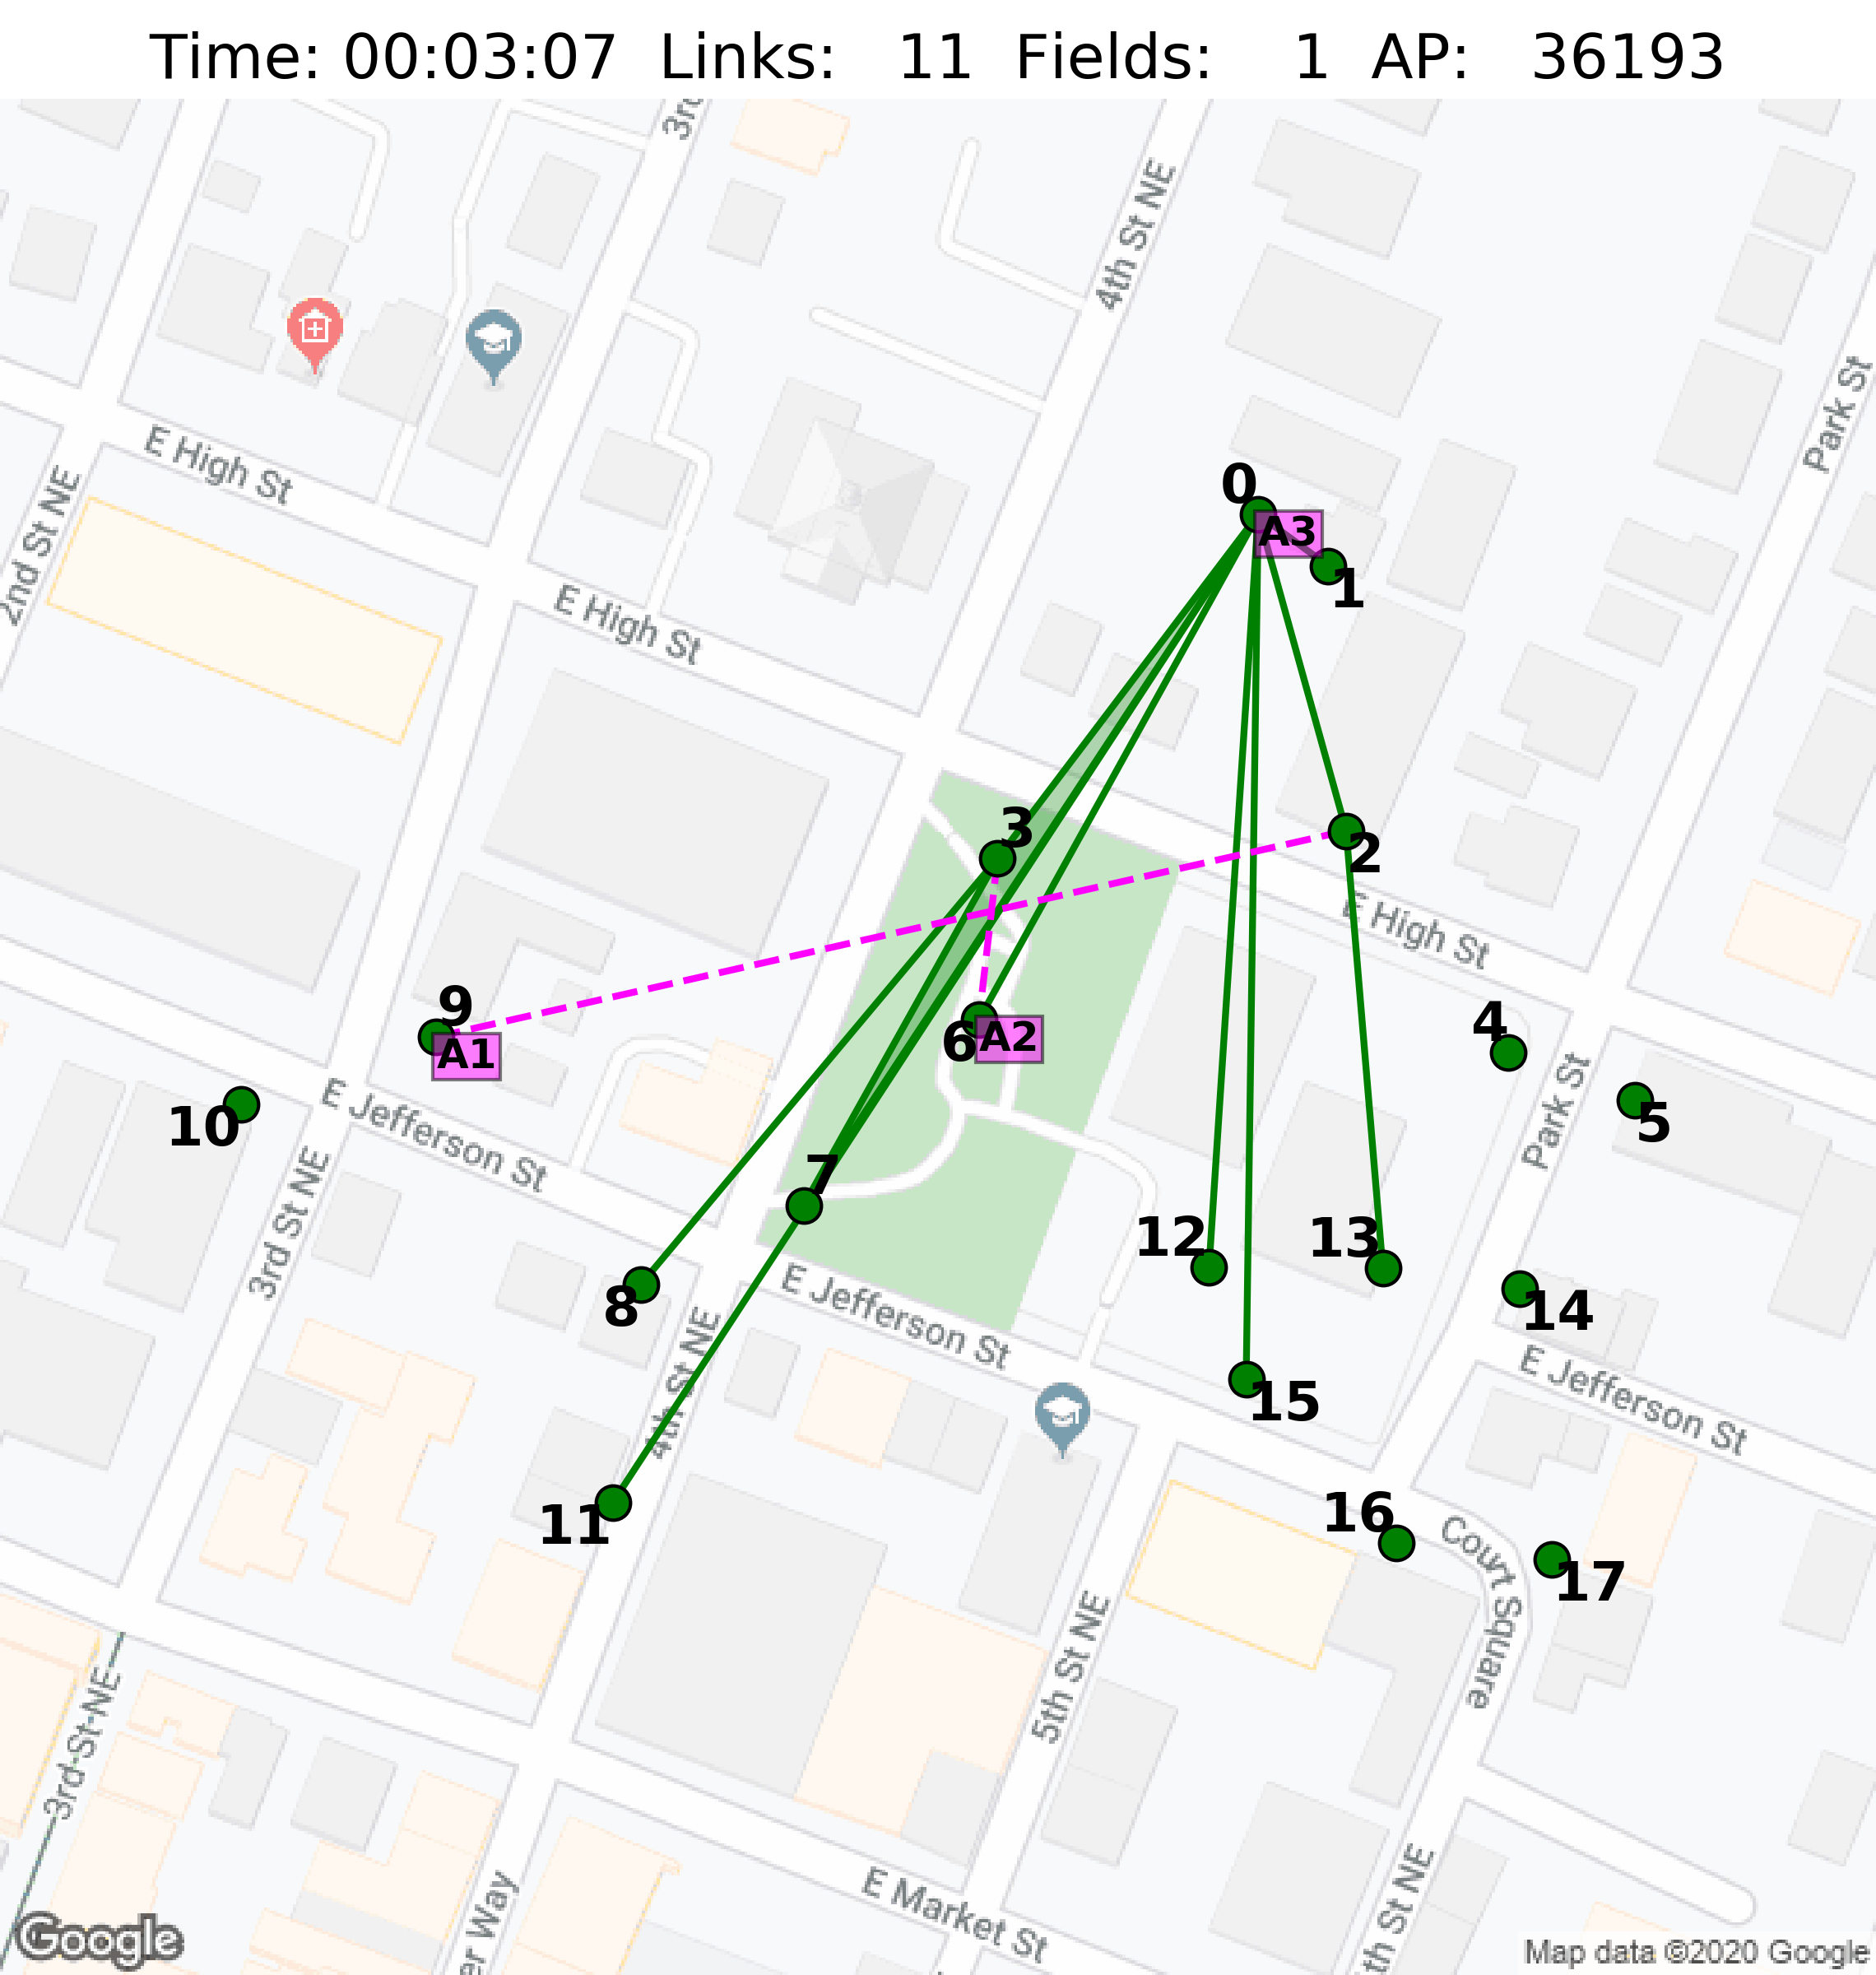 Time: 00:03:07 Links: 11 Fields: 1 AP: 36193
3rd
4th St NE
Park St
E High St
2nd St NE
0
A3
1
E High St
3
2
E High St
9
A1
6
A2
4
10
E Jefferson St
5
Park St
7
3rd St NE
12
13
8
E Jefferson St
14
4th St NE
E Jefferson St
15
11
16
Court Square
17
3rd St NE
5th St NE
er Way
E Market St
th St NE
Google
Map data ©2020 Google